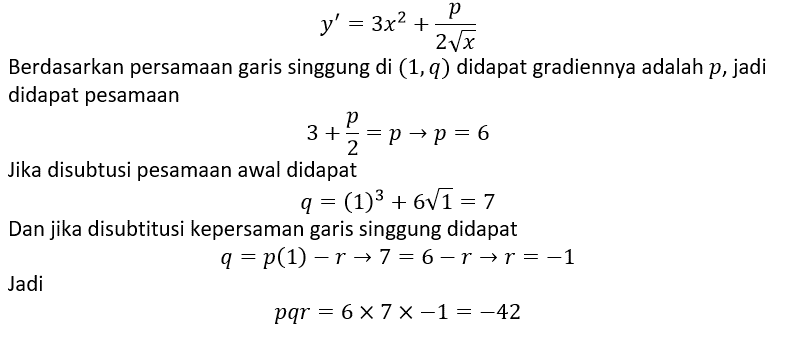 y′ = 3x² + p/(2√x)
Berdasarkan persamaan garis singgung di (1, q) didapat gradiennya adalah p, jadi
didapat pesamaan
3 + p/2 = p → p = 6
Jika disubtusi pesamaan awal didapat
q = (1)³ + 6√1 = 7
Dan jika disubtitusi kepersaman garis singgung didapat
q = p(1) − r → 7 = 6 − r → r = −1
Jadi
pqr = 6 × 7 × −1 = −42